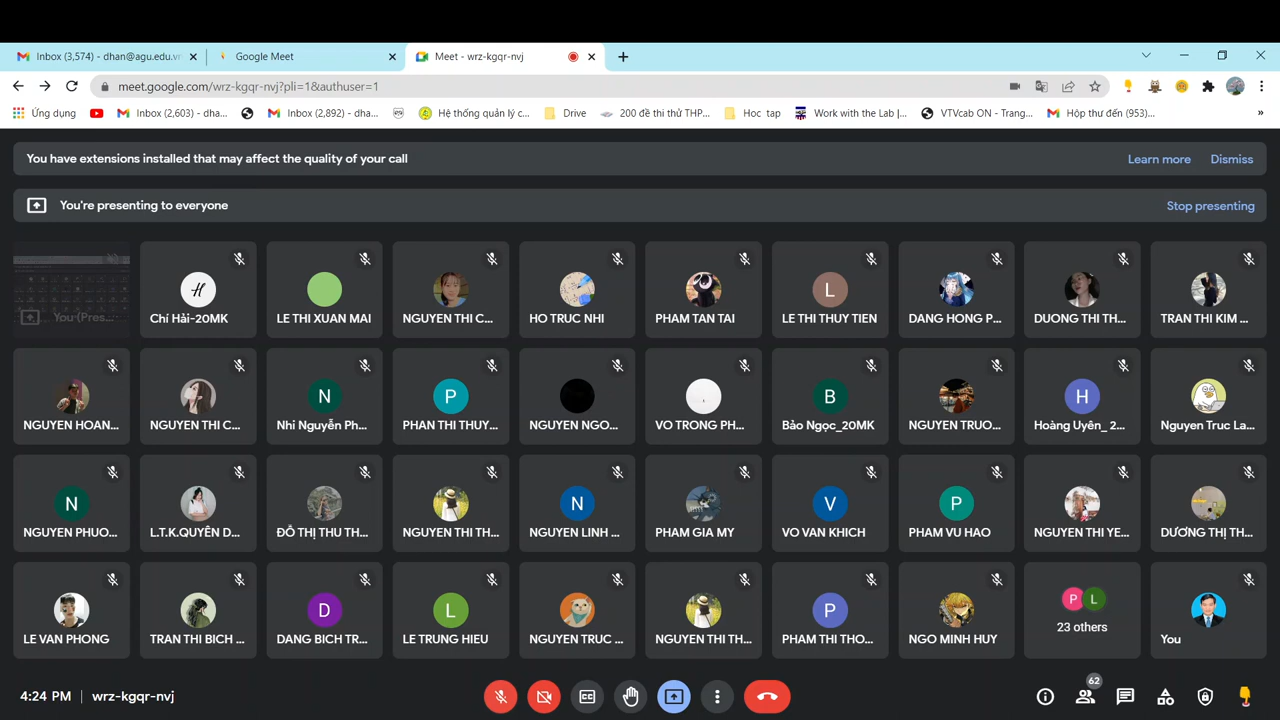 Inbox (3,574) - dhan@agu.edu.vn
Google Meet
Meet - wrz-kgqr-nvj
meet.google.com/wrz-kgqr-nvj?pli=1&authuser=1
Ứng dụng
Inbox (2,603) - dha...
Inbox (2,892) - dha...
Hệ thống quản lý c...
Drive
200 đề thi thử THP...
Hoc tap
Work with the Lab |...
VTVcab ON - Trang...
Hộp thư đến (953)...
»
You have extensions installed that may affect the quality of your call
Learn more
Dismiss
You're presenting to everyone
Stop presenting
You (Pres...
H
Chí Hải-20MK
LE THI XUAN MAI
NGUYEN THI C...
HO TRUC NHI
PHAM TAN TAI
L
LE THI THUY TIEN
DANG HONG P...
DUONG THI TH...
TRAN THI KIM ...
NGUYEN HOAN...
NGUYEN THI C...
N
Nhi Nguyễn Ph...
P
PHAN THI THUY...
NGUYEN NGO...
VO TRONG PH...
B
Bảo Ngọc_20MK
NGUYEN TRUO...
H
Hoàng Uyên_ 2...
Nguyen Truc La...
N
NGUYEN PHUO...
L.T.K.QUYÊN D...
ĐỖ THỊ THU TH...
NGUYEN THI TH...
N
NGUYEN LINH ...
PHAM GIA MY
V
VO VAN KHICH
P
PHAM VU HAO
NGUYEN THI YE...
DƯƠNG THỊ TH...
LE VAN PHONG
TRAN THI BICH ...
D
DANG BICH TR...
L
LE TRUNG HIEU
NGUYEN TRUC ...
NGUYEN THI TH...
P
PHAM THI THO...
NGO MINH HUY
P L
23 others
You
4:24 PM | wrz-kgqr-nvj
62